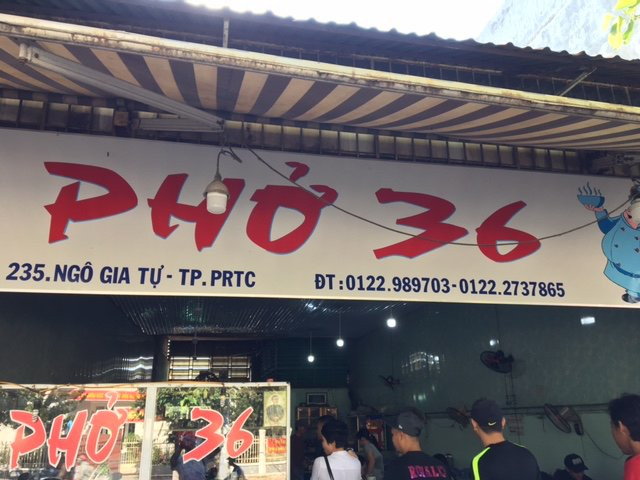 PHỞ 36
235.NGÔ GIA TỰ - TP.PRTC ĐT:0122.989703-0122.2737865
PHỞ 36